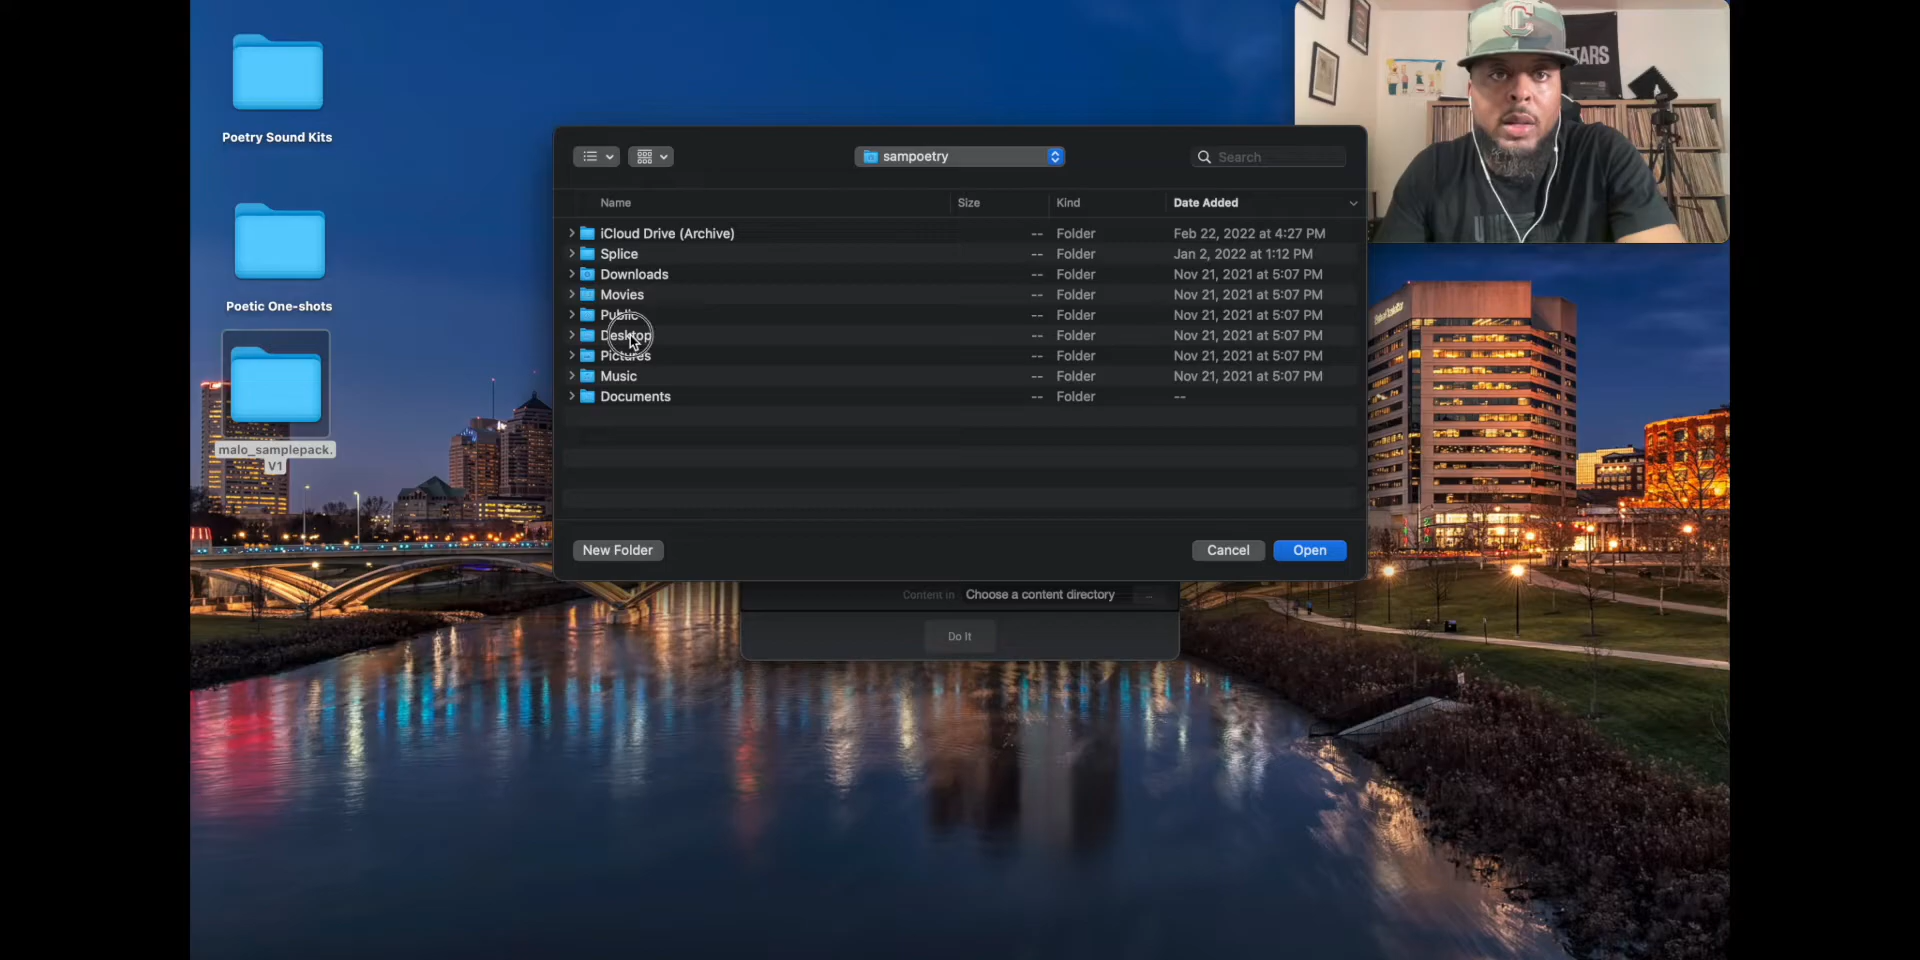 Poetry Sound Kits
Poetic One-shots
malo_samplepack.
V1
sampoetry
Search
Name Size Kind Date Added
iCloud Drive (Archive) -- Folder Feb 22, 2022 at 4:27 PM
Splice -- Folder Jan 2, 2022 at 1:12 PM
Downloads -- Folder Nov 21, 2021 at 5:07 PM
Movies -- Folder Nov 21, 2021 at 5:07 PM
Public -- Folder Nov 21, 2021 at 5:07 PM
Desktop -- Folder Nov 21, 2021 at 5:07 PM
Pictures -- Folder Nov 21, 2021 at 5:07 PM
Music -- Folder Nov 21, 2021 at 5:07 PM
Documents -- Folder --
New Folder Cancel Open
Content in Choose a content directory ...
Do It
C
TARS